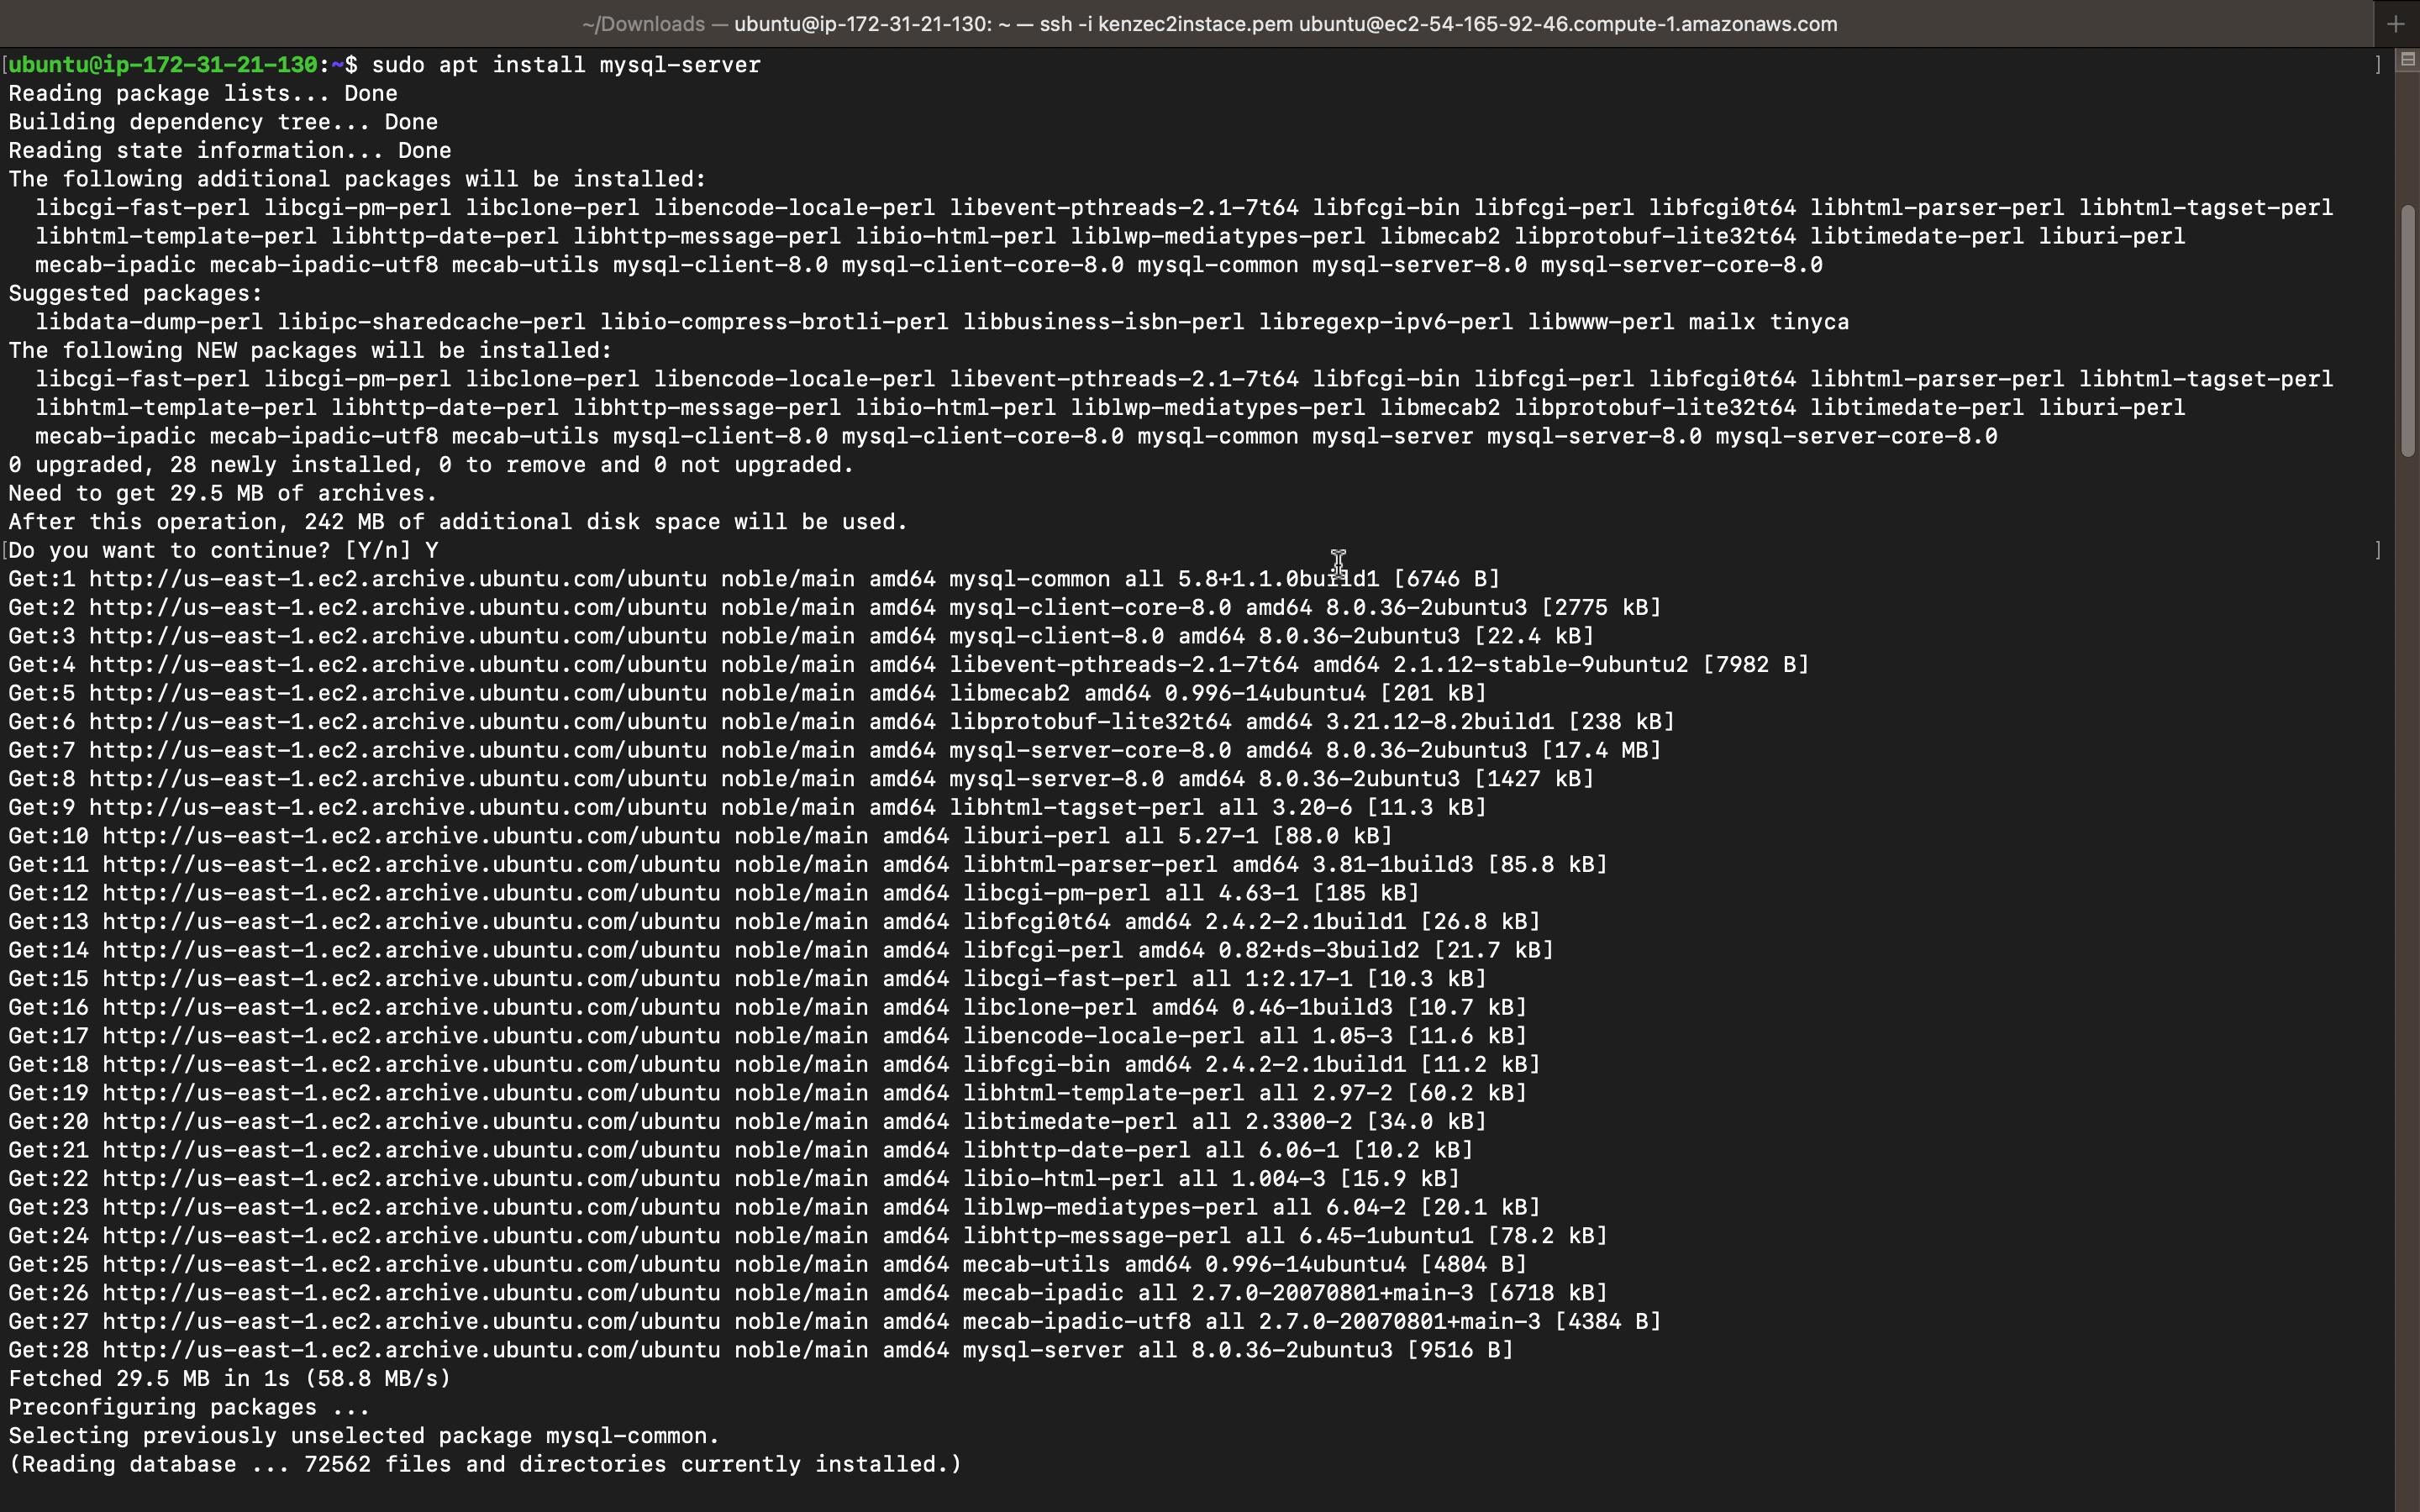 ~/Downloads — ubuntu@ip-172-31-21-130: ~ — ssh -i kenzec2instace.pem ubuntu@ec2-54-165-92-46.compute-1.amazonaws.com
[ubuntu@ip-172-31-21-130:~$ sudo apt install mysql-server ]
Reading package lists... Done
Building dependency tree... Done
Reading state information... Done
The following additional packages will be installed:
  libcgi-fast-perl libcgi-pm-perl libclone-perl libencode-locale-perl libevent-pthreads-2.1-7t64 libfcgi-bin libfcgi-perl libfcgi0t64 libhtml-parser-perl libhtml-tagset-perl
  libhtml-template-perl libhttp-date-perl libhttp-message-perl libio-html-perl liblwp-mediatypes-perl libmecab2 libprotobuf-lite32t64 libtimedate-perl liburi-perl
  mecab-ipadic mecab-ipadic-utf8 mecab-utils mysql-client-8.0 mysql-client-core-8.0 mysql-common mysql-server-8.0 mysql-server-core-8.0
Suggested packages:
  libdata-dump-perl libipc-sharedcache-perl libio-compress-brotli-perl libbusiness-isbn-perl libregexp-ipv6-perl libwww-perl mailx tinyca
The following NEW packages will be installed:
  libcgi-fast-perl libcgi-pm-perl libclone-perl libencode-locale-perl libevent-pthreads-2.1-7t64 libfcgi-bin libfcgi-perl libfcgi0t64 libhtml-parser-perl libhtml-tagset-perl
  libhtml-template-perl libhttp-date-perl libhttp-message-perl libio-html-perl liblwp-mediatypes-perl libmecab2 libprotobuf-lite32t64 libtimedate-perl liburi-perl
  mecab-ipadic mecab-ipadic-utf8 mecab-utils mysql-client-8.0 mysql-client-core-8.0 mysql-common mysql-server mysql-server-8.0 mysql-server-core-8.0
0 upgraded, 28 newly installed, 0 to remove and 0 not upgraded.
Need to get 29.5 MB of archives.
After this operation, 242 MB of additional disk space will be used.
[Do you want to continue? [Y/n] Y ]
Get:1 http://us-east-1.ec2.archive.ubuntu.com/ubuntu noble/main amd64 mysql-common all 5.8+1.1.0build1 [6746 B]
Get:2 http://us-east-1.ec2.archive.ubuntu.com/ubuntu noble/main amd64 mysql-client-core-8.0 amd64 8.0.36-2ubuntu3 [2775 kB]
Get:3 http://us-east-1.ec2.archive.ubuntu.com/ubuntu noble/main amd64 mysql-client-8.0 amd64 8.0.36-2ubuntu3 [22.4 kB]
Get:4 http://us-east-1.ec2.archive.ubuntu.com/ubuntu noble/main amd64 libevent-pthreads-2.1-7t64 amd64 2.1.12-stable-9ubuntu2 [7982 B]
Get:5 http://us-east-1.ec2.archive.ubuntu.com/ubuntu noble/main amd64 libmecab2 amd64 0.996-14ubuntu4 [201 kB]
Get:6 http://us-east-1.ec2.archive.ubuntu.com/ubuntu noble/main amd64 libprotobuf-lite32t64 amd64 3.21.12-8.2build1 [238 kB]
Get:7 http://us-east-1.ec2.archive.ubuntu.com/ubuntu noble/main amd64 mysql-server-core-8.0 amd64 8.0.36-2ubuntu3 [17.4 MB]
Get:8 http://us-east-1.ec2.archive.ubuntu.com/ubuntu noble/main amd64 mysql-server-8.0 amd64 8.0.36-2ubuntu3 [1427 kB]
Get:9 http://us-east-1.ec2.archive.ubuntu.com/ubuntu noble/main amd64 libhtml-tagset-perl all 3.20-6 [11.3 kB]
Get:10 http://us-east-1.ec2.archive.ubuntu.com/ubuntu noble/main amd64 liburi-perl all 5.27-1 [88.0 kB]
Get:11 http://us-east-1.ec2.archive.ubuntu.com/ubuntu noble/main amd64 libhtml-parser-perl amd64 3.81-1build3 [85.8 kB]
Get:12 http://us-east-1.ec2.archive.ubuntu.com/ubuntu noble/main amd64 libcgi-pm-perl all 4.63-1 [185 kB]
Get:13 http://us-east-1.ec2.archive.ubuntu.com/ubuntu noble/main amd64 libfcgi0t64 amd64 2.4.2-2.1build1 [26.8 kB]
Get:14 http://us-east-1.ec2.archive.ubuntu.com/ubuntu noble/main amd64 libfcgi-perl amd64 0.82+ds-3build2 [21.7 kB]
Get:15 http://us-east-1.ec2.archive.ubuntu.com/ubuntu noble/main amd64 libcgi-fast-perl all 1:2.17-1 [10.3 kB]
Get:16 http://us-east-1.ec2.archive.ubuntu.com/ubuntu noble/main amd64 libclone-perl amd64 0.46-1build3 [10.7 kB]
Get:17 http://us-east-1.ec2.archive.ubuntu.com/ubuntu noble/main amd64 libencode-locale-perl all 1.05-3 [11.6 kB]
Get:18 http://us-east-1.ec2.archive.ubuntu.com/ubuntu noble/main amd64 libfcgi-bin amd64 2.4.2-2.1build1 [11.2 kB]
Get:19 http://us-east-1.ec2.archive.ubuntu.com/ubuntu noble/main amd64 libhtml-template-perl all 2.97-2 [60.2 kB]
Get:20 http://us-east-1.ec2.archive.ubuntu.com/ubuntu noble/main amd64 libtimedate-perl all 2.3300-2 [34.0 kB]
Get:21 http://us-east-1.ec2.archive.ubuntu.com/ubuntu noble/main amd64 libhttp-date-perl all 6.06-1 [10.2 kB]
Get:22 http://us-east-1.ec2.archive.ubuntu.com/ubuntu noble/main amd64 libio-html-perl all 1.004-3 [15.9 kB]
Get:23 http://us-east-1.ec2.archive.ubuntu.com/ubuntu noble/main amd64 liblwp-mediatypes-perl all 6.04-2 [20.1 kB]
Get:24 http://us-east-1.ec2.archive.ubuntu.com/ubuntu noble/main amd64 libhttp-message-perl all 6.45-1ubuntu1 [78.2 kB]
Get:25 http://us-east-1.ec2.archive.ubuntu.com/ubuntu noble/main amd64 mecab-utils amd64 0.996-14ubuntu4 [4804 B]
Get:26 http://us-east-1.ec2.archive.ubuntu.com/ubuntu noble/main amd64 mecab-ipadic all 2.7.0-20070801+main-3 [6718 kB]
Get:27 http://us-east-1.ec2.archive.ubuntu.com/ubuntu noble/main amd64 mecab-ipadic-utf8 all 2.7.0-20070801+main-3 [4384 B]
Get:28 http://us-east-1.ec2.archive.ubuntu.com/ubuntu noble/main amd64 mysql-server all 8.0.36-2ubuntu3 [9516 B]
Fetched 29.5 MB in 1s (58.8 MB/s)
Preconfiguring packages ...
Selecting previously unselected package mysql-common.
(Reading database ... 72562 files and directories currently installed.)